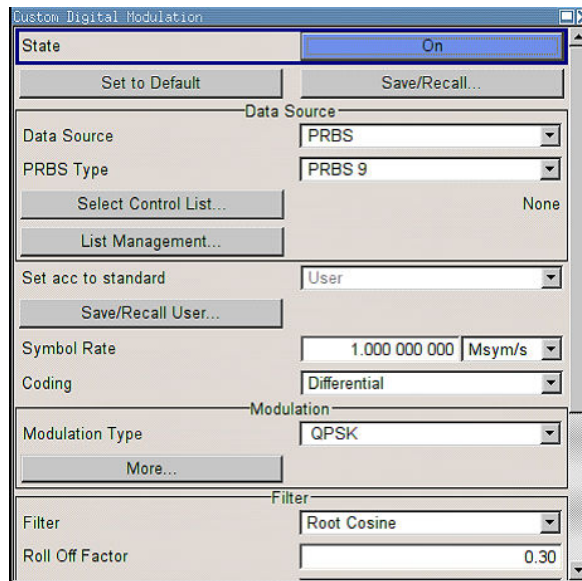 Custom Digital Modulation
State On
Set to Default Save/Recall...
Data Source
Data Source PRBS
PRBS Type PRBS 9
Select Control List... None
List Management...
Set acc to standard User
Save/Recall User...
Symbol Rate 1.000 000 000 Msym/s
Coding Differential
Modulation
Modulation Type QPSK
More...
Filter
Filter Root Cosine
Roll Off Factor 0.30